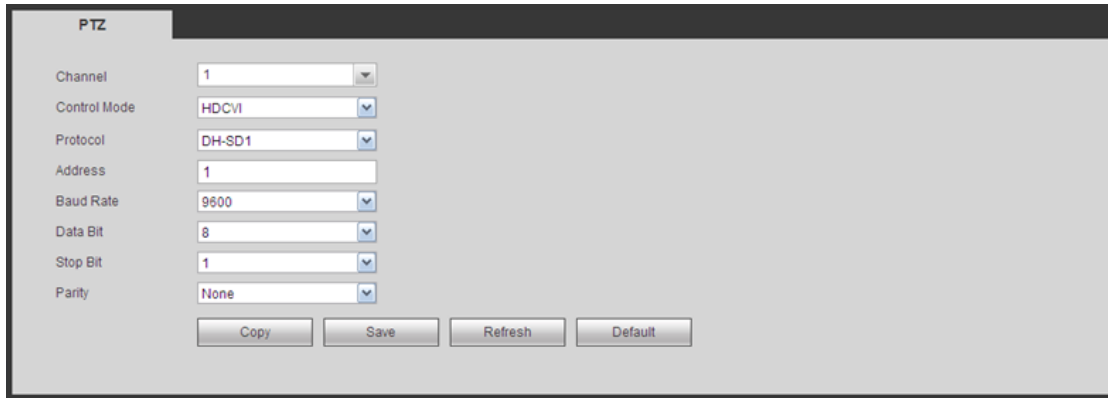 PTZ
Channel 1
Control Mode HDCVI
Protocol DH-SD1
Address 1
Baud Rate 9600
Data Bit 8
Stop Bit 1
Parity None
Copy Save Refresh Default